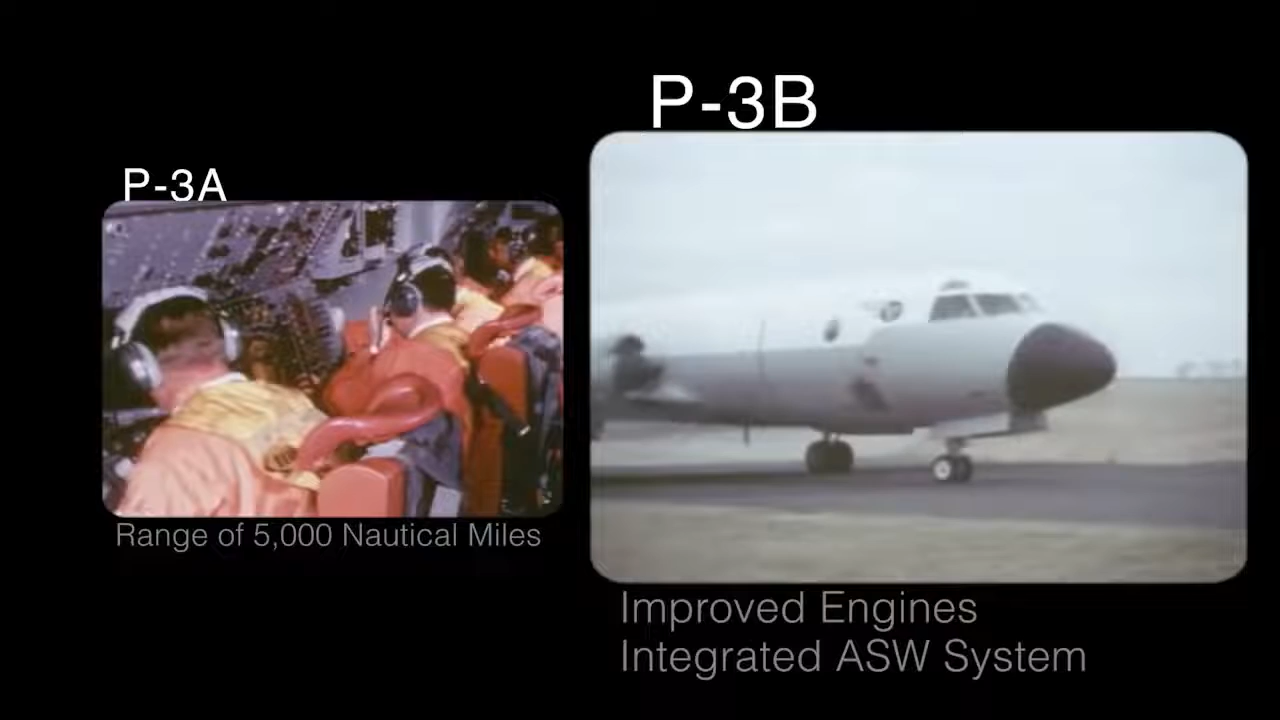 P-3A
Range of 5,000 Nautical Miles
P-3B
Improved Engines
Integrated ASW System